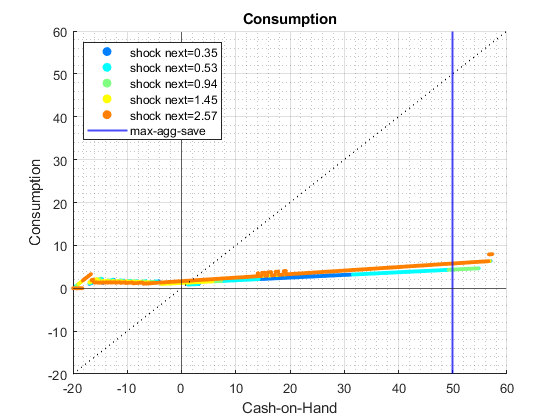 Consumption
60
50
40
30
20
10
0
-10
-20
Consumption
shock next=0.35
shock next=0.53
shock next=0.94
shock next=1.45
shock next=2.57
max-agg-save
-20
-10
0
10
20
30
40
50
60
Cash-on-Hand